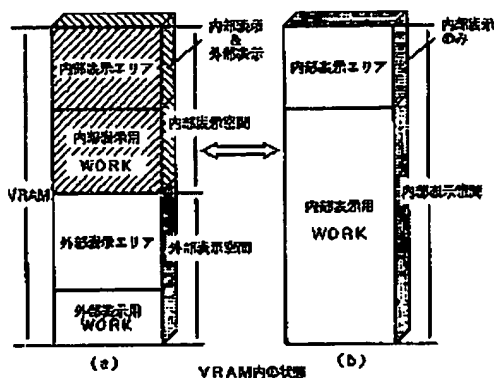 内部表示
&
外部表示
内部表示エリア
内部表示用
WORK
内部表示空間
VRAM
外部表示エリア
外部表示空間
外部表示用
WORK
(a)
内部表示
のみ
内部表示エリア
内部表示用
WORK
内部表示空間
(b)
VRAM内の状態